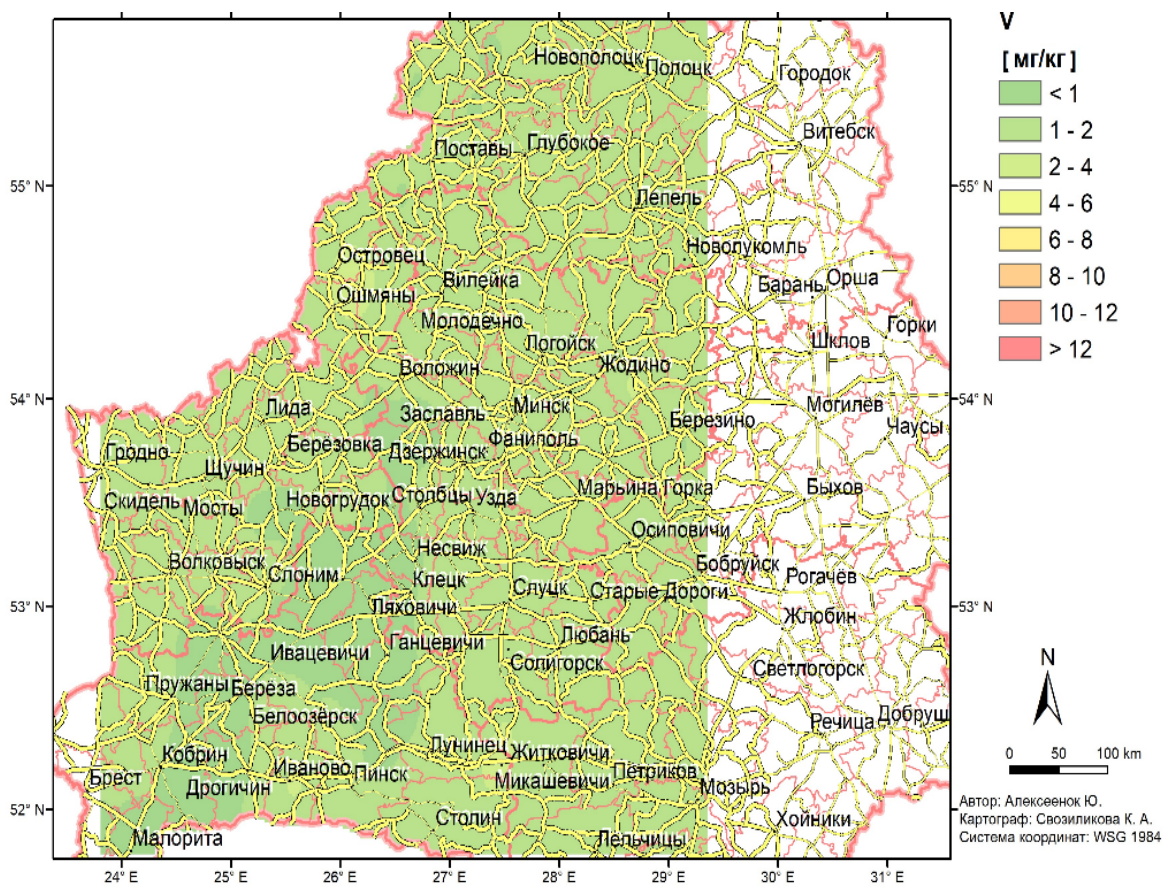 V
[ мг/кг ]
< 1
1 - 2
2 - 4
4 - 6
6 - 8
8 - 10
10 - 12
> 12
Новополоцк
Полоцк
Городок
Витебск
Поставы
Глубокое
55° N
55° N
Лепель
Новолукомль
Островец
Вилейка
Барань
Орша
Ошмяны
Молодечно
Логойск
Шклов
Горки
Воложин
Жодино
54° N
54° N
Лида
Заславль
Минск
Березино
Могилёв
Чаусы
Гродно
Берёзовка
Дзержинск
Фаниполь
Щучин
Скидель
Мосты
Новогрудок
Столбцы
Узда
Марьина Горка
Быхов
Осиповичи
Волковыск
Слоним
Несвиж
Клецк
Слуцк
Старые Дороги
Бобруйск
Рогачёв
53° N
53° N
Ляховичи
Жлобин
Ивацевичи
Ганцевичи
Любань
Солигорск
Светлогорск
Пружаны
Берёза
Белоозёрск
Речица
Добруш
Кобрин
Иваново
Лунинец
Житковичи
Брест
Дрогичин
Пинск
Микашевичи
Петриков
Мозырь
52° N
52° N
Малорита
Столин
Лельчицы
Хойники
N
0 50 100 km
Автор: Алексеенок Ю.
Картограф: Свозиликова К. А.
Система координат: WSG 1984
24° E
25° E
26° E
27° E
28° E
29° E
30° E
31° E